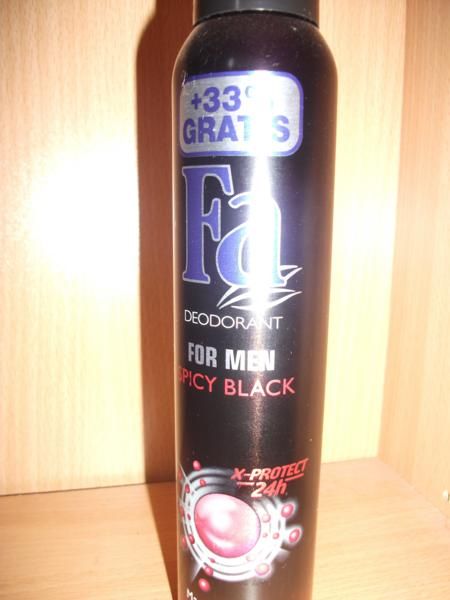 +33%
GRATIS
Fa
DEODORANT
FOR MEN
SPICY BLACK
X-PROTECT
24h